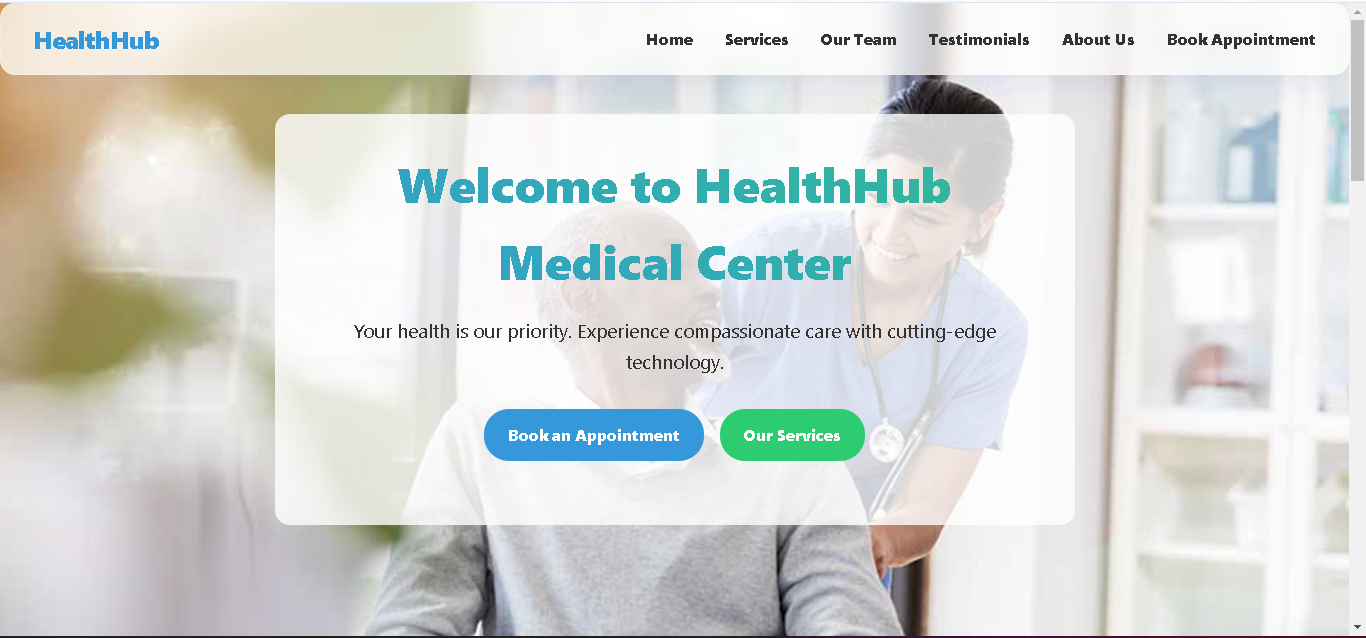 HealthHub
Home Services Our Team Testimonials About Us Book Appointment
Welcome to HealthHub
Medical Center
Your health is our priority. Experience compassionate care with cutting-edge
technology.
Book an Appointment Our Services